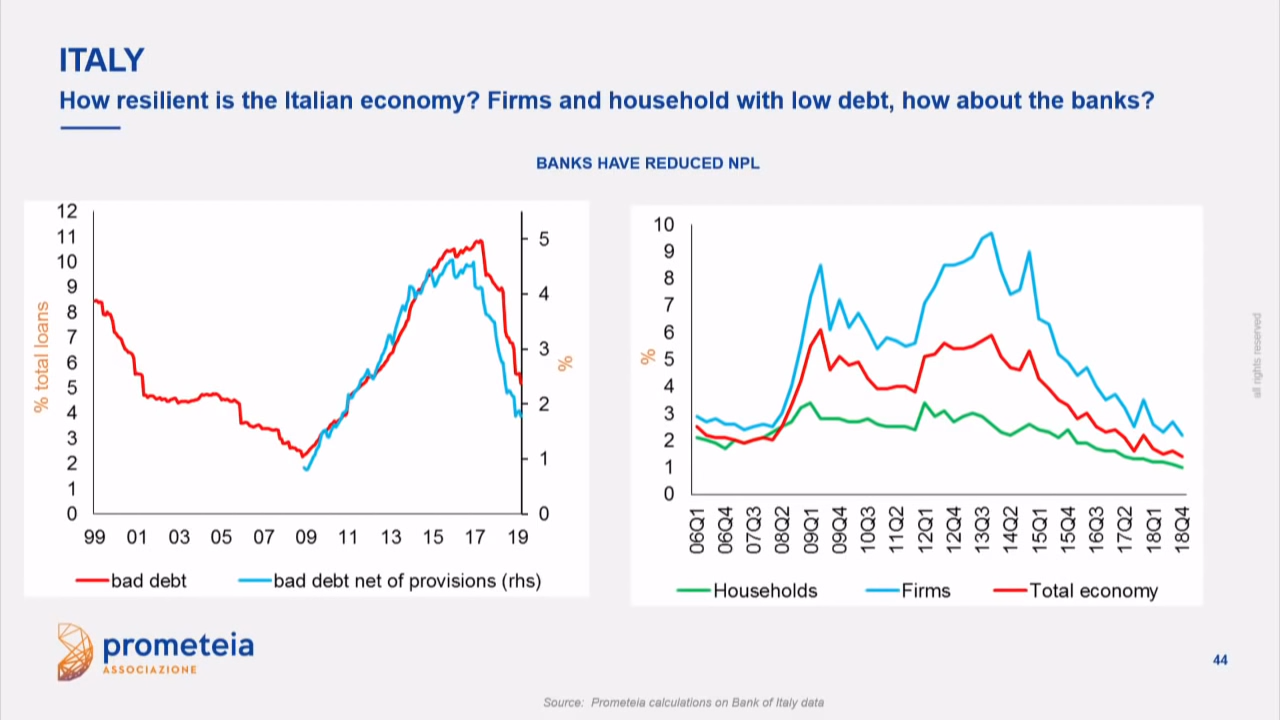 ITALY
How resilient is the Italian economy? Firms and household with low debt, how about the banks?
BANKS HAVE REDUCED NPL
12
11
10
9
8
7
6
5
4
3
2
1
0
% total loans
5
4
3
2
1
0
%
99 01 03 05 07 09 11 13 15 17 19
bad debt bad debt net of provisions (rhs)
10
9
8
7
6
5
4
3
2
1
0
%
06Q1 06Q4 07Q3 08Q2 09Q1 09Q4 10Q3 11Q2 12Q1 12Q4 13Q3 14Q2 15Q1 15Q4 16Q3 17Q2 18Q1 18Q4
Households Firms Total economy
all rights reserved
prometeia
ASSOCIAZIONE
44
Source: Prometeia calculations on Bank of Italy data